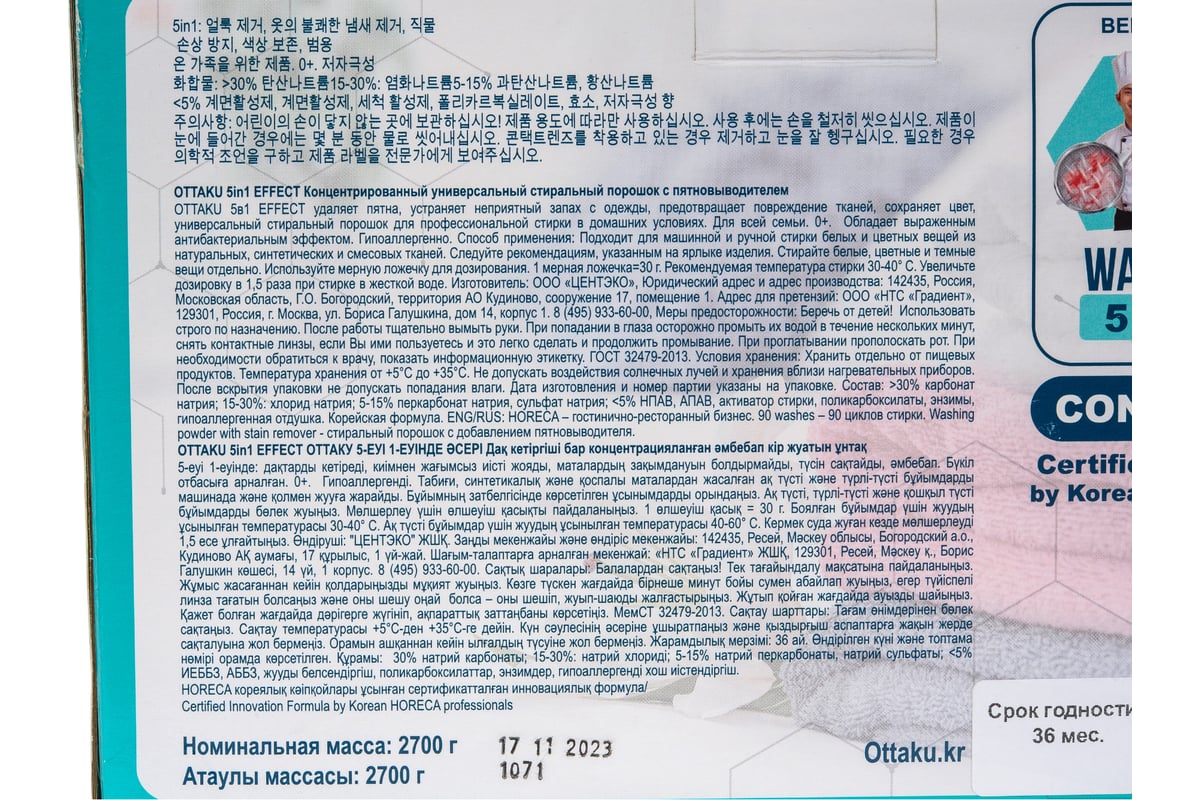 5in1: 얼룩 제거, 옷의 불쾌한 냄새 제거, 직물
손상 방지, 색상 보존, 범용
온 가족을 위한 제품. 0+. 저자극성
화합물: >30% 탄산나트륨15-30%: 염화나트륨5-15% 과탄산나트륨, 황산나트륨
<5% 계면활성제, 계면활성제, 세척 활성제, 폴리카르복실레이트, 효소, 저자극성 향
주의사항: 어린이의 손이 닿지 않는 곳에 보관하십시오! 제품 용도에 따라만 사용하십시오. 사용 후에는 손을 철저히 씻으십시오. 제품이
눈에 들어간 경우에는 몇 분 동안 물로 씻어내십시오. 콘택트렌즈를 착용하고 있는 경우 제거하고 눈을 잘 헹구십시오. 필요한 경우
의학적 조언을 구하고 제품 라벨을 전문가에게 보여주십시오.
OTTAKU 5in1 EFFECT Концентрированный универсальный стиральный порошок с пятновыводителем
OTTAKU 5в1 EFFECT удаляет пятна, устраняет неприятный запах с одежды, предотвращает повреждение тканей, сохраняет цвет,
универсальный стиральный порошок для профессиональной стирки в домашних условиях. Для всей семьи. 0+. Обладает выраженным
антибактериальным эффектом. Гипоаллергенно. Способ применения: Подходит для машинной и ручной стирки белых и цветных вещей из
натуральных, синтетических и смесовых тканей. Следуйте рекомендациям, указанным на ярлыке изделия. Стирайте белые, цветные и темные
вещи отдельно. Используйте мерную ложечку для дозирования. 1 мерная ложечка=30 г. Рекомендуемая температура стирки 30-40° С. Увеличьте
дозировку в 1,5 раза при стирке в жесткой воде. Изготовитель: ООО «ЦЕНТЭКО», Юридический адрес и адрес производства: 142435, Россия,
Московская область, Г.О. Богородский, территория АО Кудиново, сооружение 17, помещение 1. Адрес для претензий: ООО «НТС «Градиент»,
129301, Россия, г. Москва, ул. Бориса Галушкина, дом 14, корпус 1. 8 (495) 933-60-00, Меры предосторожности: Беречь от детей! Использовать
строго по назначению. После работы тщательно вымыть руки. При попадании в глаза осторожно промыть их водой в течение нескольких минут,
снять контактные линзы, если Вы ими пользуетесь и это легко сделать и продолжить промывание. При проглатывании прополоскать рот. При
необходимости обратиться к врачу, показать информационную этикетку. ГОСТ 32479-2013. Условия хранения: Хранить отдельно от пищевых
продуктов. Температура хранения от +5°С до +35°С. Не допускать воздействия солнечных лучей и хранения вблизи нагревательных приборов.
После вскрытия упаковки не допускать попадания влаги. Дата изготовления и номер партии указаны на упаковке. Состав: >30% карбонат
натрия; 15-30%: хлорид натрия; 5-15% перкарбонат натрия, сульфат натрия; <5% НПАВ, АПАВ, активатор стирки, поликарбоксилаты, энзимы,
гипоаллергенная отдушка. Корейская формула. ENG/RUS: HORECA – гостинично-ресторанный бизнес. 90 washes – 90 циклов стирки. Washing
powder with stain remover - стиральный порошок с добавлением пятновыводителя.
OTTAKU 5in1 EFFECT ОТТАКУ 5-ЕУІ 1-ЕУІНДЕ ӘСЕРІ Дақ кетіргіші бар концентрацияланған әмбебап кір жуатын ұнтақ
5-еуі 1-еуінде: дақтарды кетіреді, киімнен жағымсыз иісті жояды, маталардың зақымдануын болдырмайды, түсін сақтайды, әмбебап. Бүкіл
отбасыға арналған. 0+. Гипоаллергенді. Табиғи, синтетикалық және қоспалы маталардан жасалған ақ түсті және түрлі-түсті бұйымдарды
машинада және қолмен жууға жарайды. Бұйымның затбелгісінде көрсетілген ұсынымдарды орындаңыз. Ақ түсті, түрлі-түсті және қошқыл түсті
бұйымдарды бөлек жуыңыз. Мөлшерлеу үшін өлшеуіш қасықты пайдаланыңыз. 1 өлшеуіш қасық = 30 г. Боялған бұйымдар үшін жуудың
ұсынылған температурасы 30-40° С. Ақ түсті бұйымдар үшін жуудың ұсынылған температурасы 40-60° С. Кермек суда жуған кезде мөлшерлеуді
1,5 есе ұлғайтыңыз. Өндіруші: "ЦЕНТЭКО" ЖШҚ. Заңды мекенжайы және өндіріс мекенжайы: 142435, Ресей, Мәскеу облысы, Богородский а.о.,
Кудиново АҚ аумағы, 17 құрылыс, 1 үй-жай. Шағым-талаптарға арналған мекенжай: «НТС «Градиент» ЖШҚ, 129301, Ресей, Мәскеу қ., Борис
Галушкин көшесі, 14 үй, 1 корпус. 8 (495) 933-60-00. Сақтық шаралары: Балалардан сақтаңыз! Тек тағайындалу мақсатына пайдаланыңыз.
Жұмыс жасағаннан кейін қолдарыңызды мұқият жуыңыз. Көзге түскен жағдайда бірнеше минут бойы сумен абайлап жуыңыз, егер түйіспелі
линза тағатын болсаңыз және оны шешу оңай болса – оны шешіп, жуып-шаюды жалғастырыңыз. Жұтып қойған жағдайда ауызды шайыңыз.
Қажет болған жағдайда дәрігерге жүгініп, ақпараттық заттаңбаны көрсетіңіз. МемСТ 32479-2013. Сақтау шарттары: Тағам өнімдерінен бөлек
сақтаңыз. Сақтау температурасы +5°С-ден +35°С-ге дейін. Күн сәулесінің әсеріне ұшыратпаңыз және қыздырғыш аспаптарға жақын жерде
сақталуына жол бермеңіз. Орамын ашқаннан кейін ылғалдың түсуіне жол бермеңіз. Жарамдылық мерзімі: 36 ай. Өндірілген күні және топтама
нөмірі орамда көрсетілген. Құрамы: 30% натрий карбонаты; 15-30%: натрий хлориді; 5-15% натрий перкарбонаты, натрий сульфаты; <5%
ИЕББЗ, АББЗ, жууды белсендіргіш, поликарбоксилаттар, энзимдер, гипоаллергенді хош иістендіргіш.
HORECA кореялық кәіпқойлары ұсынған сертификатталған инновациялық формула/
Certified Innovation Formula by Korean HORECA professionals
Номинальная масса: 2700 г
Атаулы массасы: 2700 г
17 11 2023
1071
Ottaku.kr
Срок годности
36 мес.
BE
WA
5
CON
Certifie
by Korea